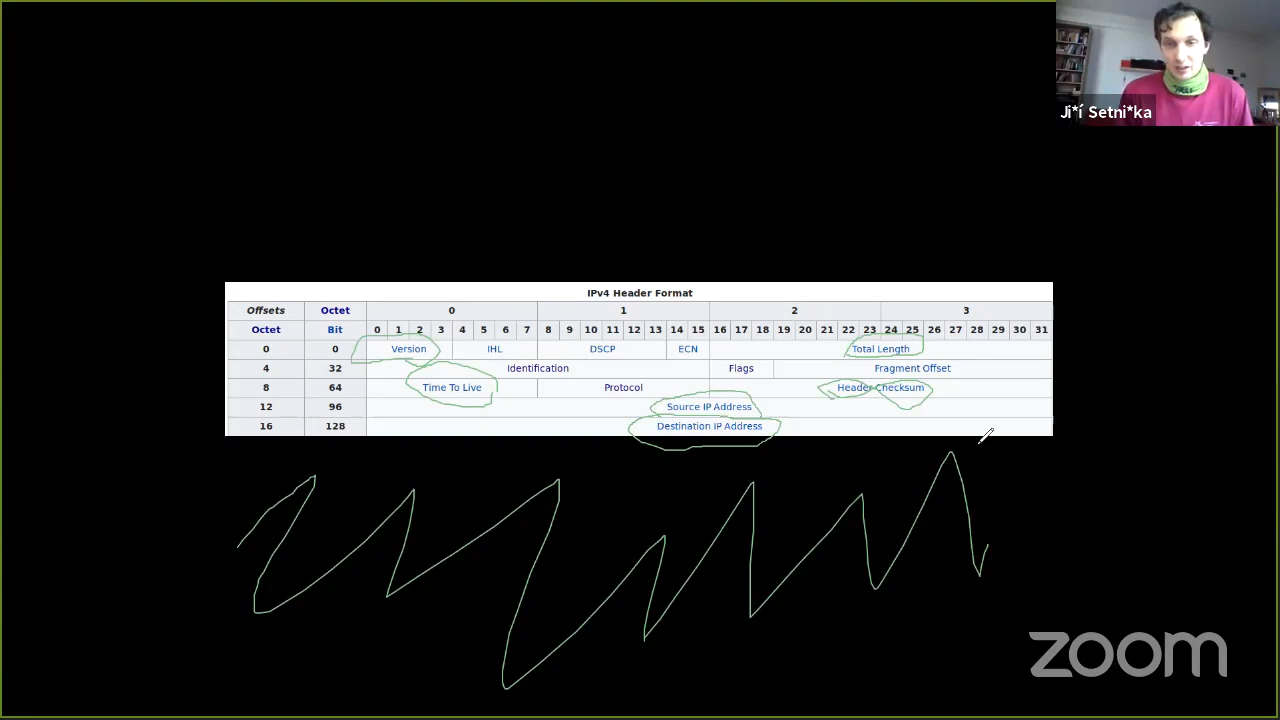 Ji*í Setni*ka
IPv4 Header Format
Offsets Octet 0 1 2 3
Octet Bit 0 1 2 3 4 5 6 7 8 9 10 11 12 13 14 15 16 17 18 19 20 21 22 23 24 25 26 27 28 29 30 31
0 0 Version IHL DSCP ECN Total Length
4 32 Identification Flags Fragment Offset
8 64 Time To Live Protocol Header Checksum
12 96 Source IP Address
16 128 Destination IP Address
zoom